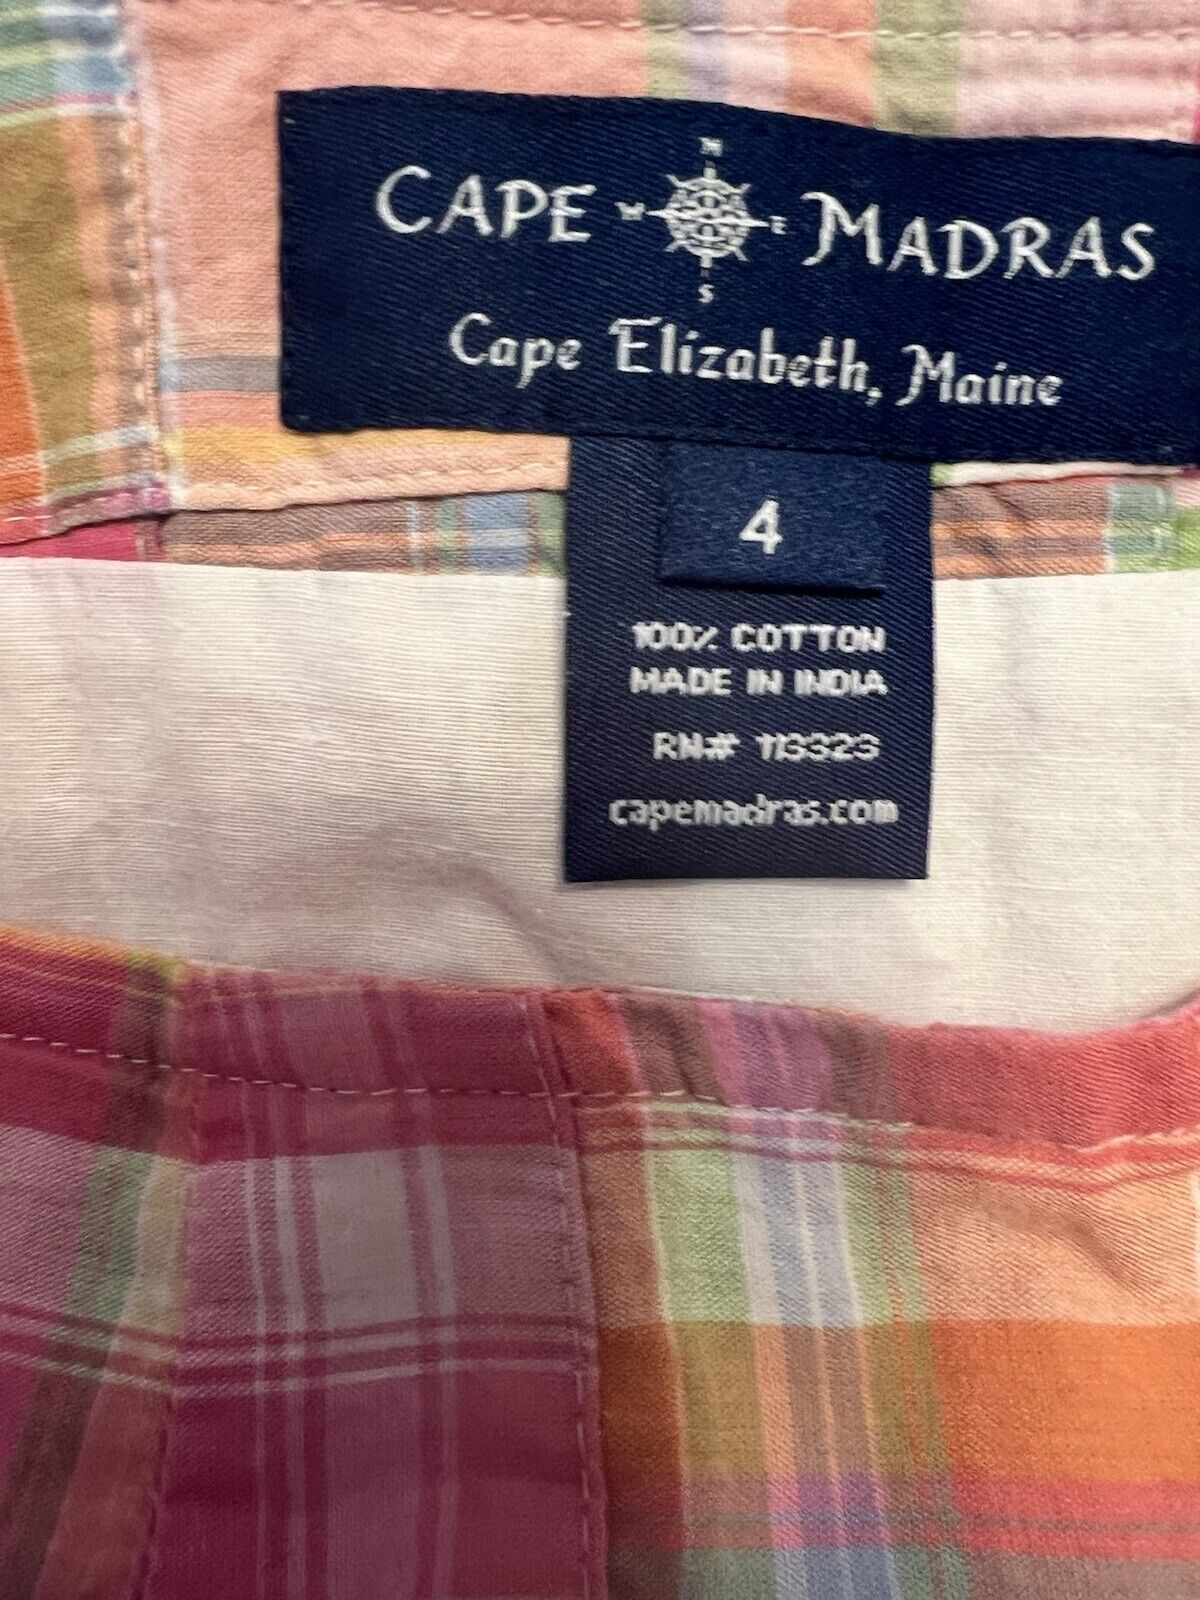 N
CAPE W E MADRAS
S
Cape Elizabeth, Maine
4
100% COTTON
MADE IN INDIA
RN# 113323
capemadras.com